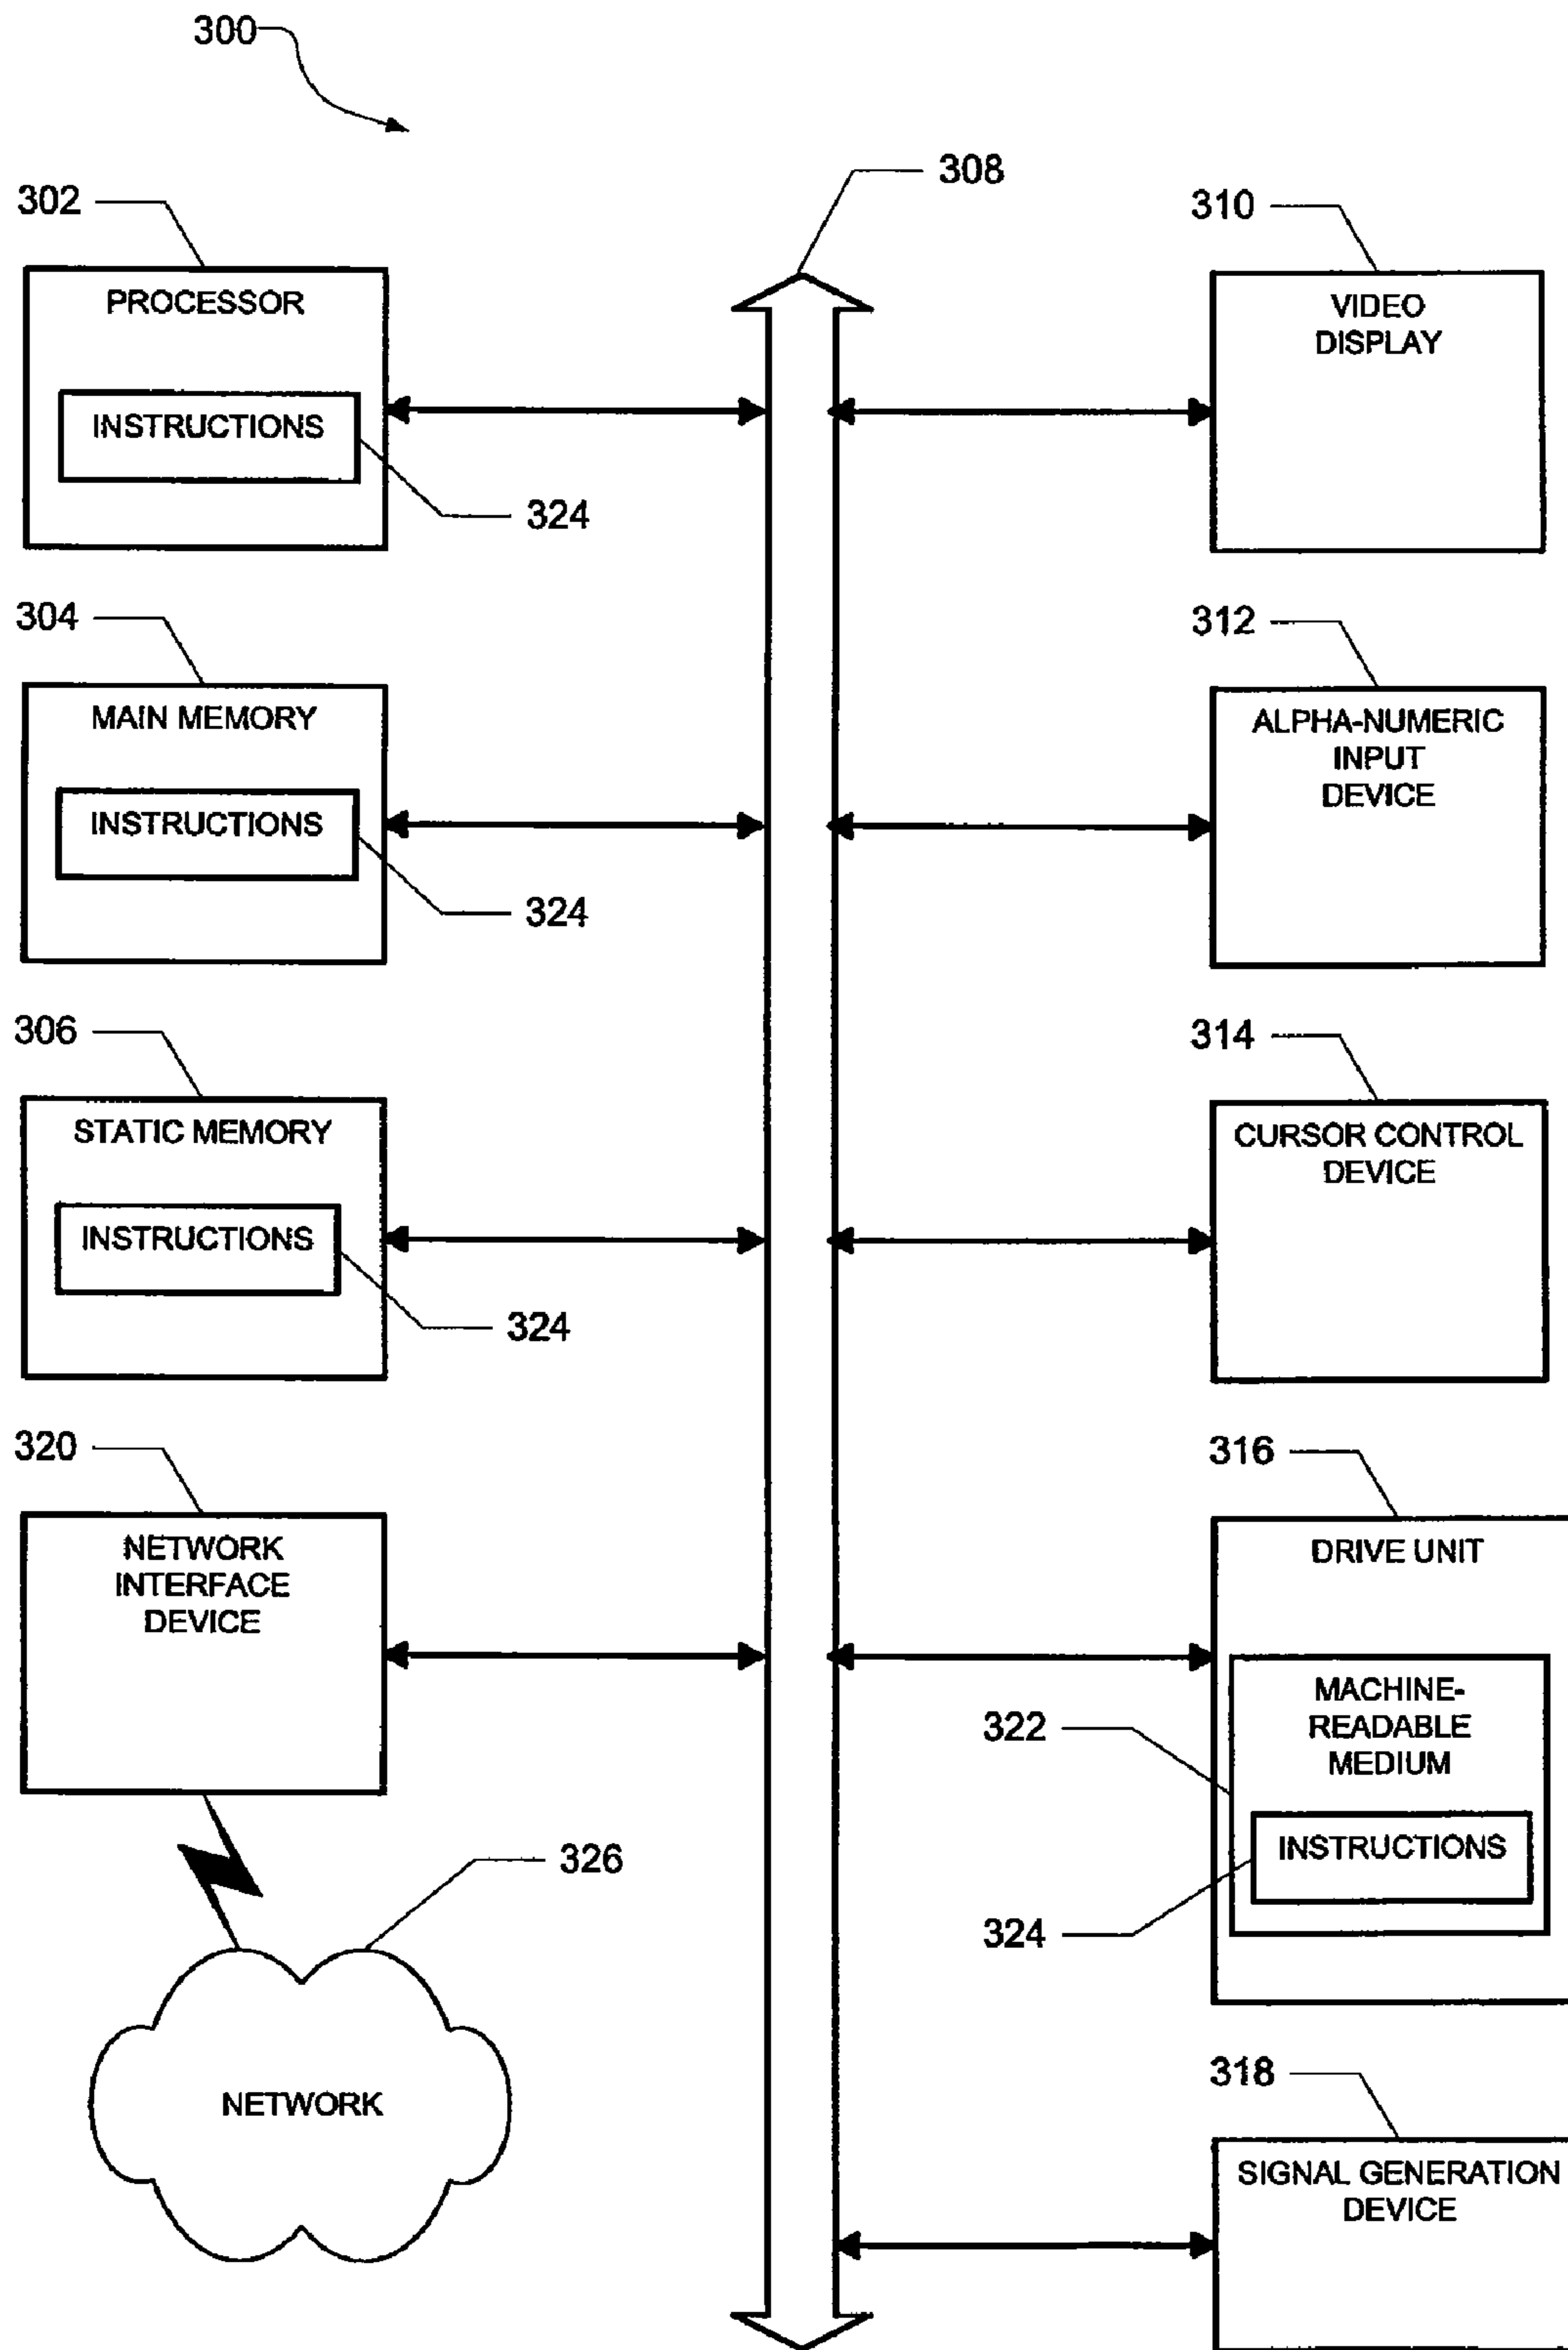 300
308
302
PROCESSOR
INSTRUCTIONS
324
310
VIDEO
DISPLAY
304
MAIN MEMORY
INSTRUCTIONS
324
312
ALPHA-NUMERIC
INPUT
DEVICE
306
STATIC MEMORY
INSTRUCTIONS
324
314
CURSOR CONTROL
DEVICE
320
NETWORK
INTERFACE
DEVICE
316
DRIVE UNIT
322
MACHINE-
READABLE
MEDIUM
INSTRUCTIONS
324
326
NETWORK
318
SIGNAL GENERATION
DEVICE